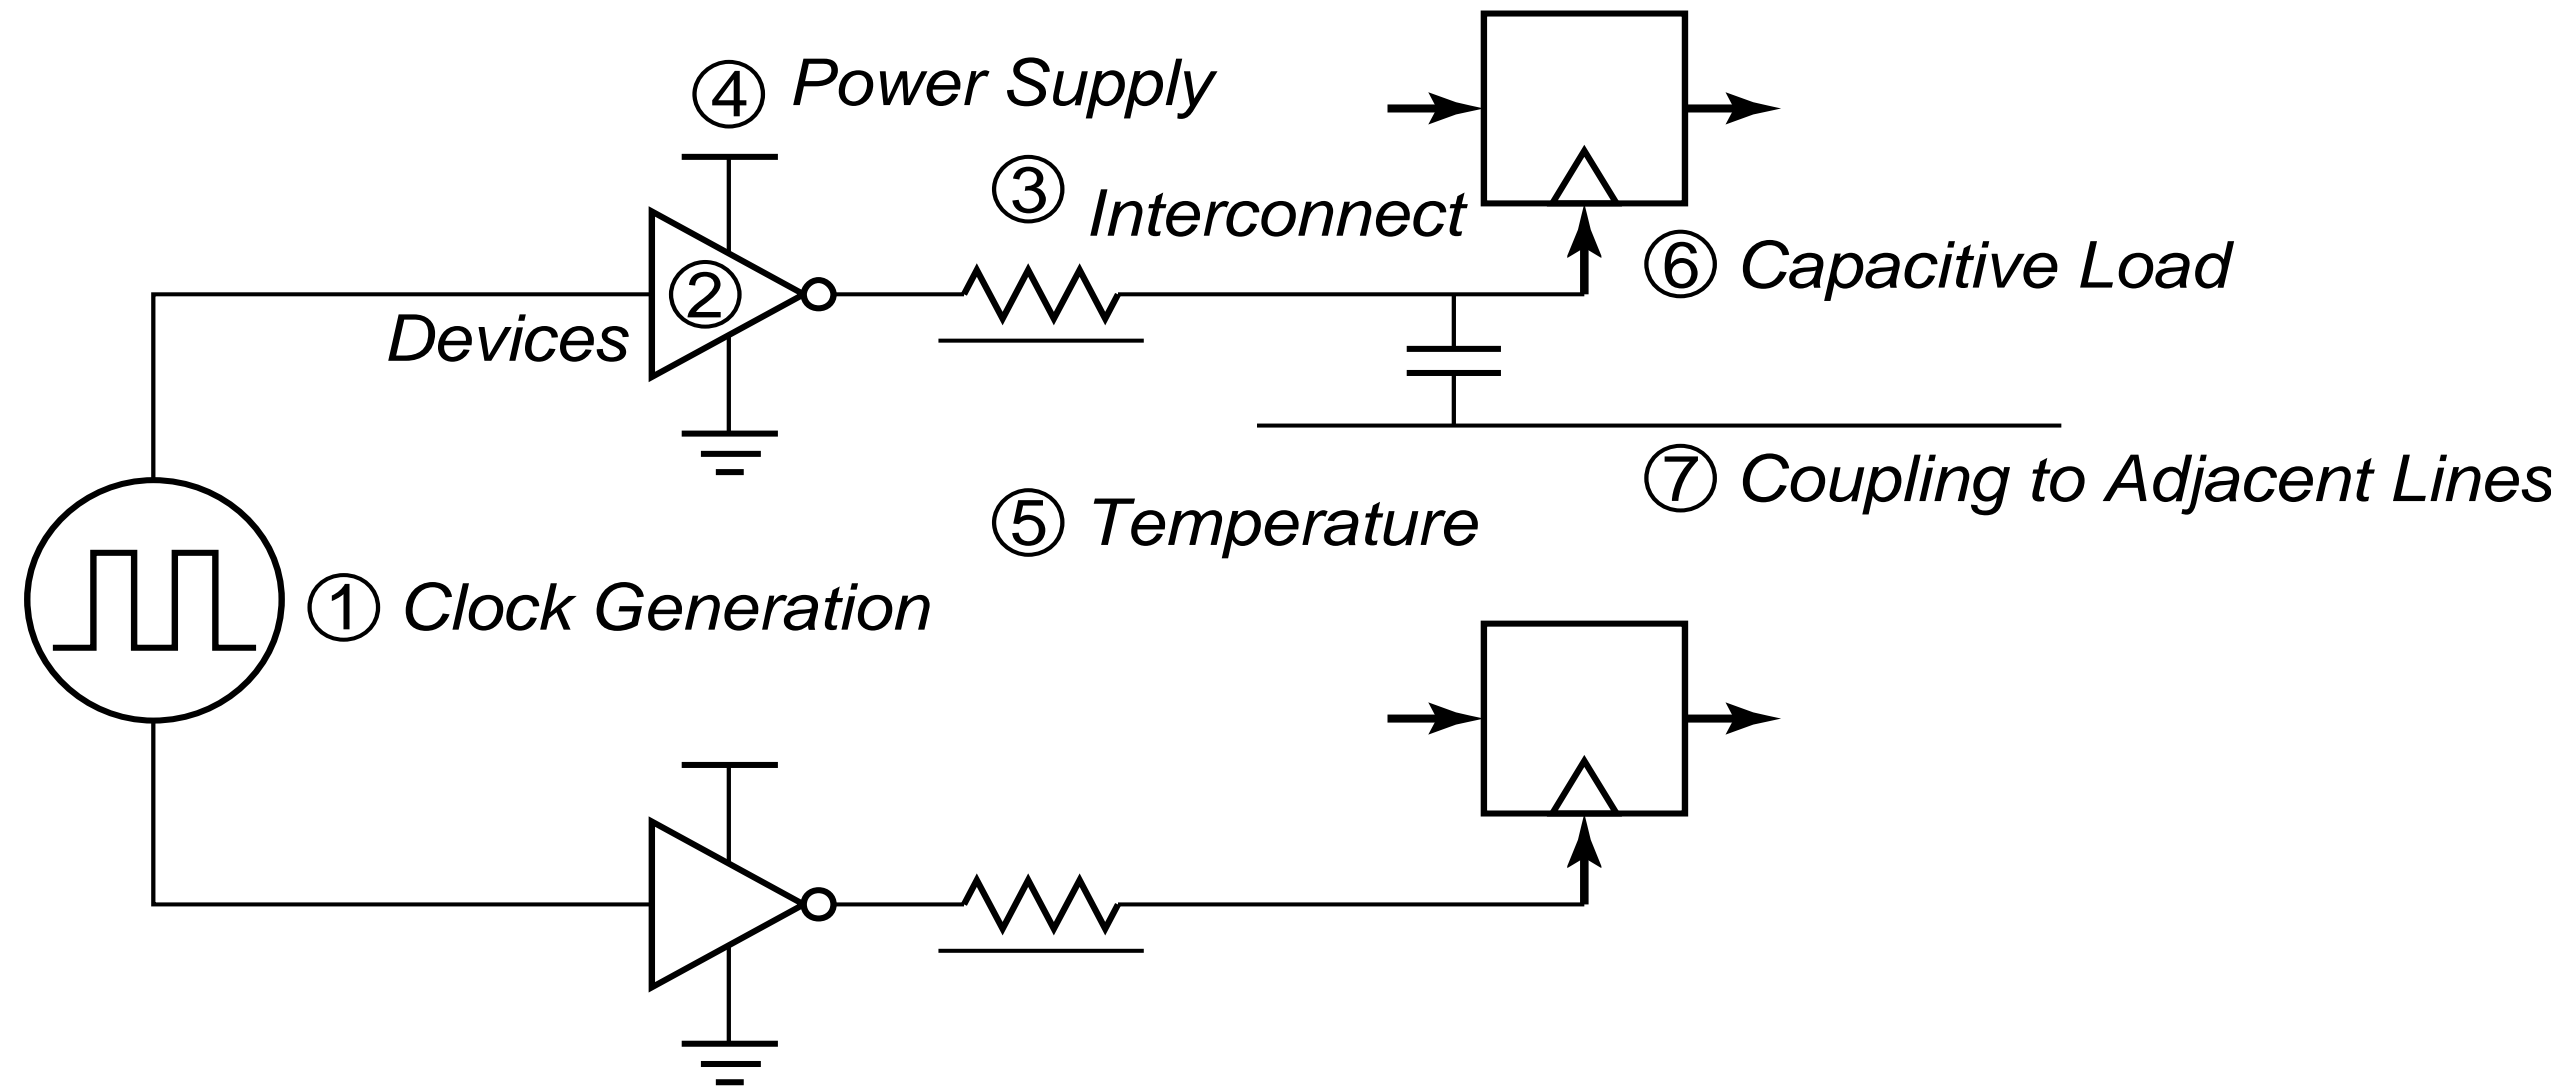 ④ Power Supply
③ Interconnect
⑥ Capacitive Load
②
Devices
⑦ Coupling to Adjacent Lines
⑤ Temperature
① Clock Generation